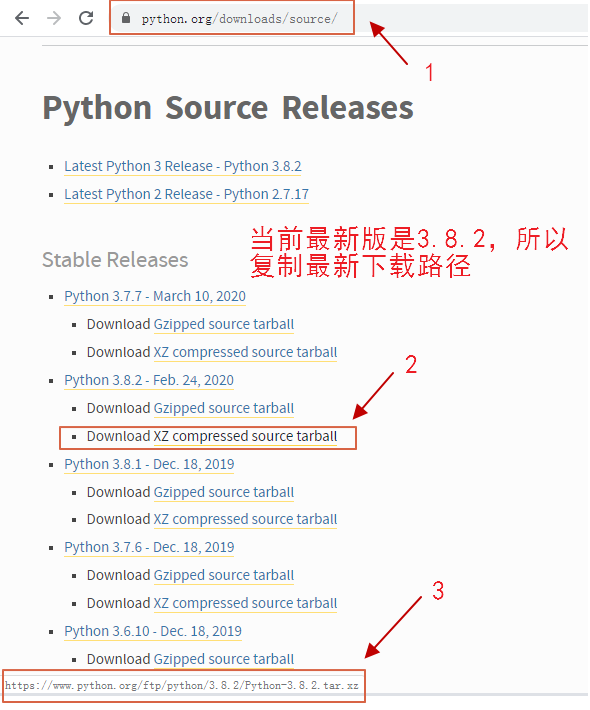 python.org/downloads/source/
1
Python Source Releases
Latest Python 3 Release - Python 3.8.2
Latest Python 2 Release - Python 2.7.17
当前最新版是3.8.2，所以
复制最新下载路径
Stable Releases
Python 3.7.7 - March 10, 2020
Download Gzipped source tarball
Download XZ compressed source tarball
2
Python 3.8.2 - Feb. 24, 2020
Download Gzipped source tarball
Download XZ compressed source tarball
Python 3.8.1 - Dec. 18, 2019
Download Gzipped source tarball
Download XZ compressed source tarball
Python 3.7.6 - Dec. 18, 2019
Download Gzipped source tarball
Download XZ compressed source tarball
3
Python 3.6.10 - Dec. 18, 2019
Download Gzipped source tarball
https://www.python.org/ftp/python/3.8.2/Python-3.8.2.tar.xz